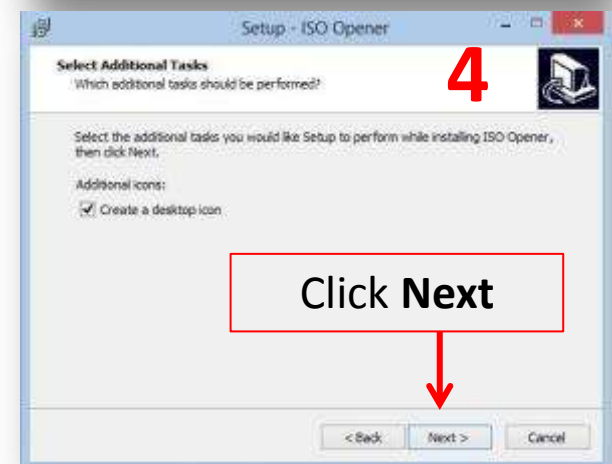 Setup - ISO Opener
Select Additional Tasks
Which additional tasks should be performed?
4
Select the additional tasks you would like Setup to perform while installing ISO Opener,
then click Next.
Additional icons:
Create a desktop icon
Click Next
< Back
Next >
Cancel